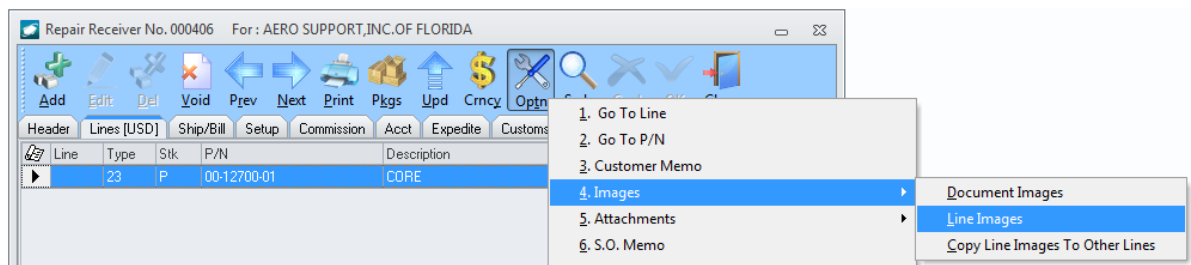 Repair Receiver No. 000406 For : AERO SUPPORT,INC.OF FLORIDA
Add Edit Del Void Prev Next Print Pkgs Upd Crncy Optn
Header Lines [USD] Ship/Bill Setup Commission Acct Expedite Customs
Line Type Stk P/N Description
23 P 00-12700-01 CORE
1. Go To Line
2. Go To P/N
3. Customer Memo
4. Images
5. Attachments
6. S.O. Memo
Document Images
Line Images
Copy Line Images To Other Lines